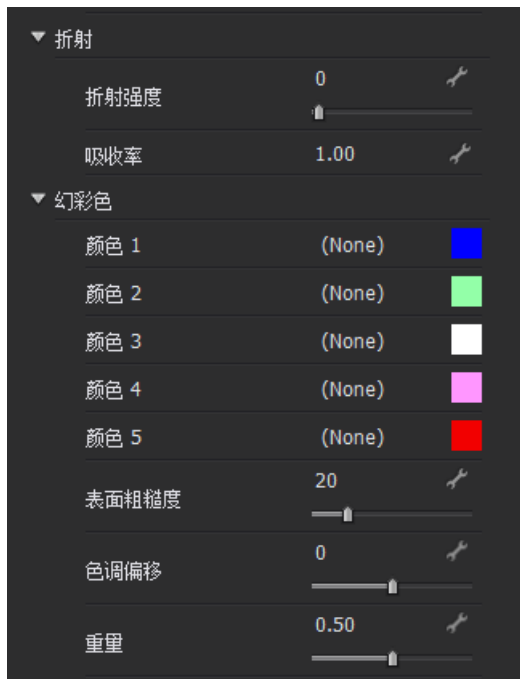 折射
折射强度 0
吸收率 1.00
幻彩色
颜色 1 (None)
颜色 2 (None)
颜色 3 (None)
颜色 4 (None)
颜色 5 (None)
表面粗糙度 20
色调偏移 0
重量 0.50